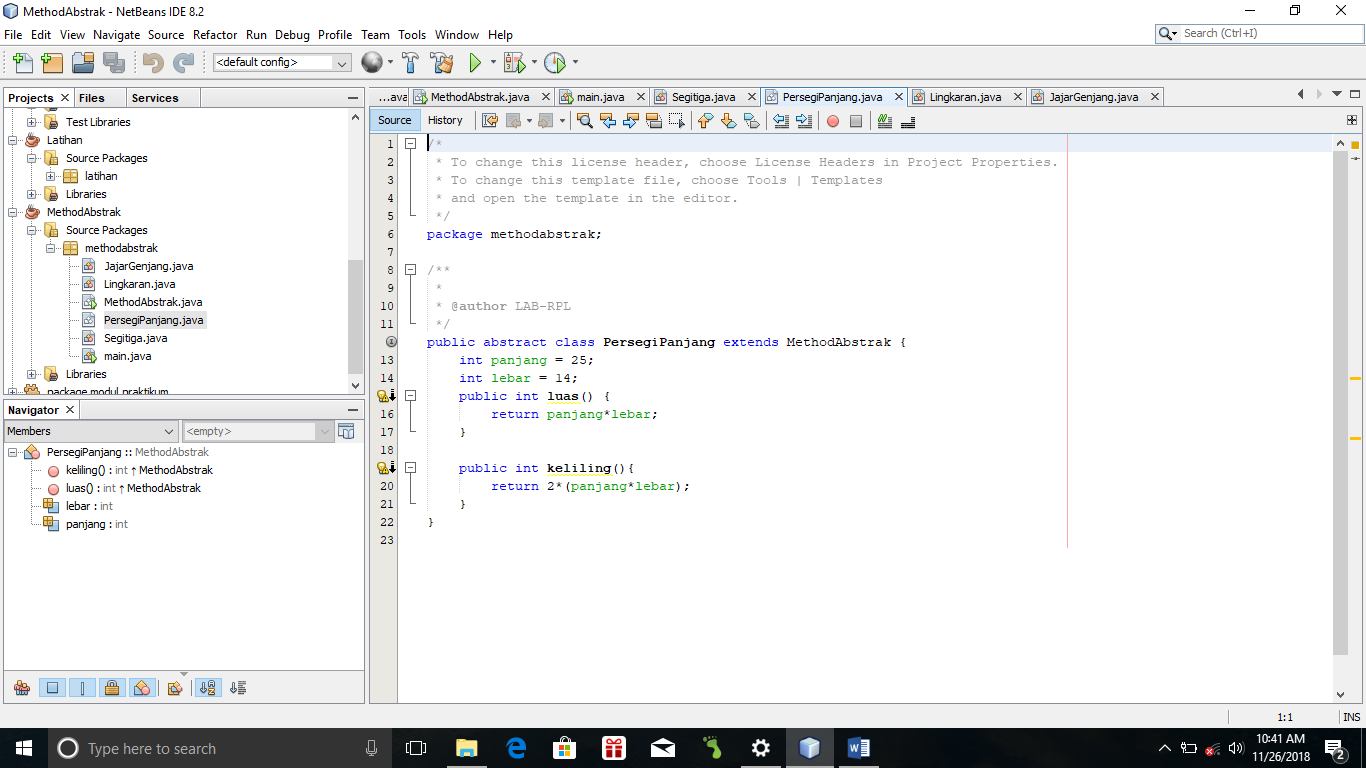 MethodAbstrak - NetBeans IDE 8.2
File Edit View Navigate Source Refactor Run Debug Profile Team Tools Window Help
Search (Ctrl+I)
<default config>
Projects Files Services
Test Libraries
Latihan
Source Packages
latihan
Libraries
MethodAbstrak
Source Packages
methodabstrak
JajarGenjang.java
Lingkaran.java
MethodAbstrak.java
PersegiPanjang.java
Segitiga.java
main.java
Libraries
package modul praktikum
Navigator
Members <empty>
PersegiPanjang :: MethodAbstrak
keliling() : int ↑ MethodAbstrak
luas() : int ↑ MethodAbstrak
lebar : int
panjang : int
...ava MethodAbstrak.java main.java Segitiga.java PersegiPanjang.java Lingkaran.java JajarGenjang.java
Source History
1 /*
2 * To change this license header, choose License Headers in Project Properties.
3 * To change this template file, choose Tools | Templates
4 * and open the template in the editor.
5 */
6 package methodabstrak;
7
8 /**
9 *
10 * @author LAB-RPL
11 */
public abstract class PersegiPanjang extends MethodAbstrak {
13 int panjang = 25;
14 int lebar = 14;
public int luas() {
16 return panjang*lebar;
17 }
18
public int keliling(){
20 return 2*(panjang*lebar);
21 }
22 }
23
1:1 INS
Type here to search
10:41 AM
11/26/2018
2